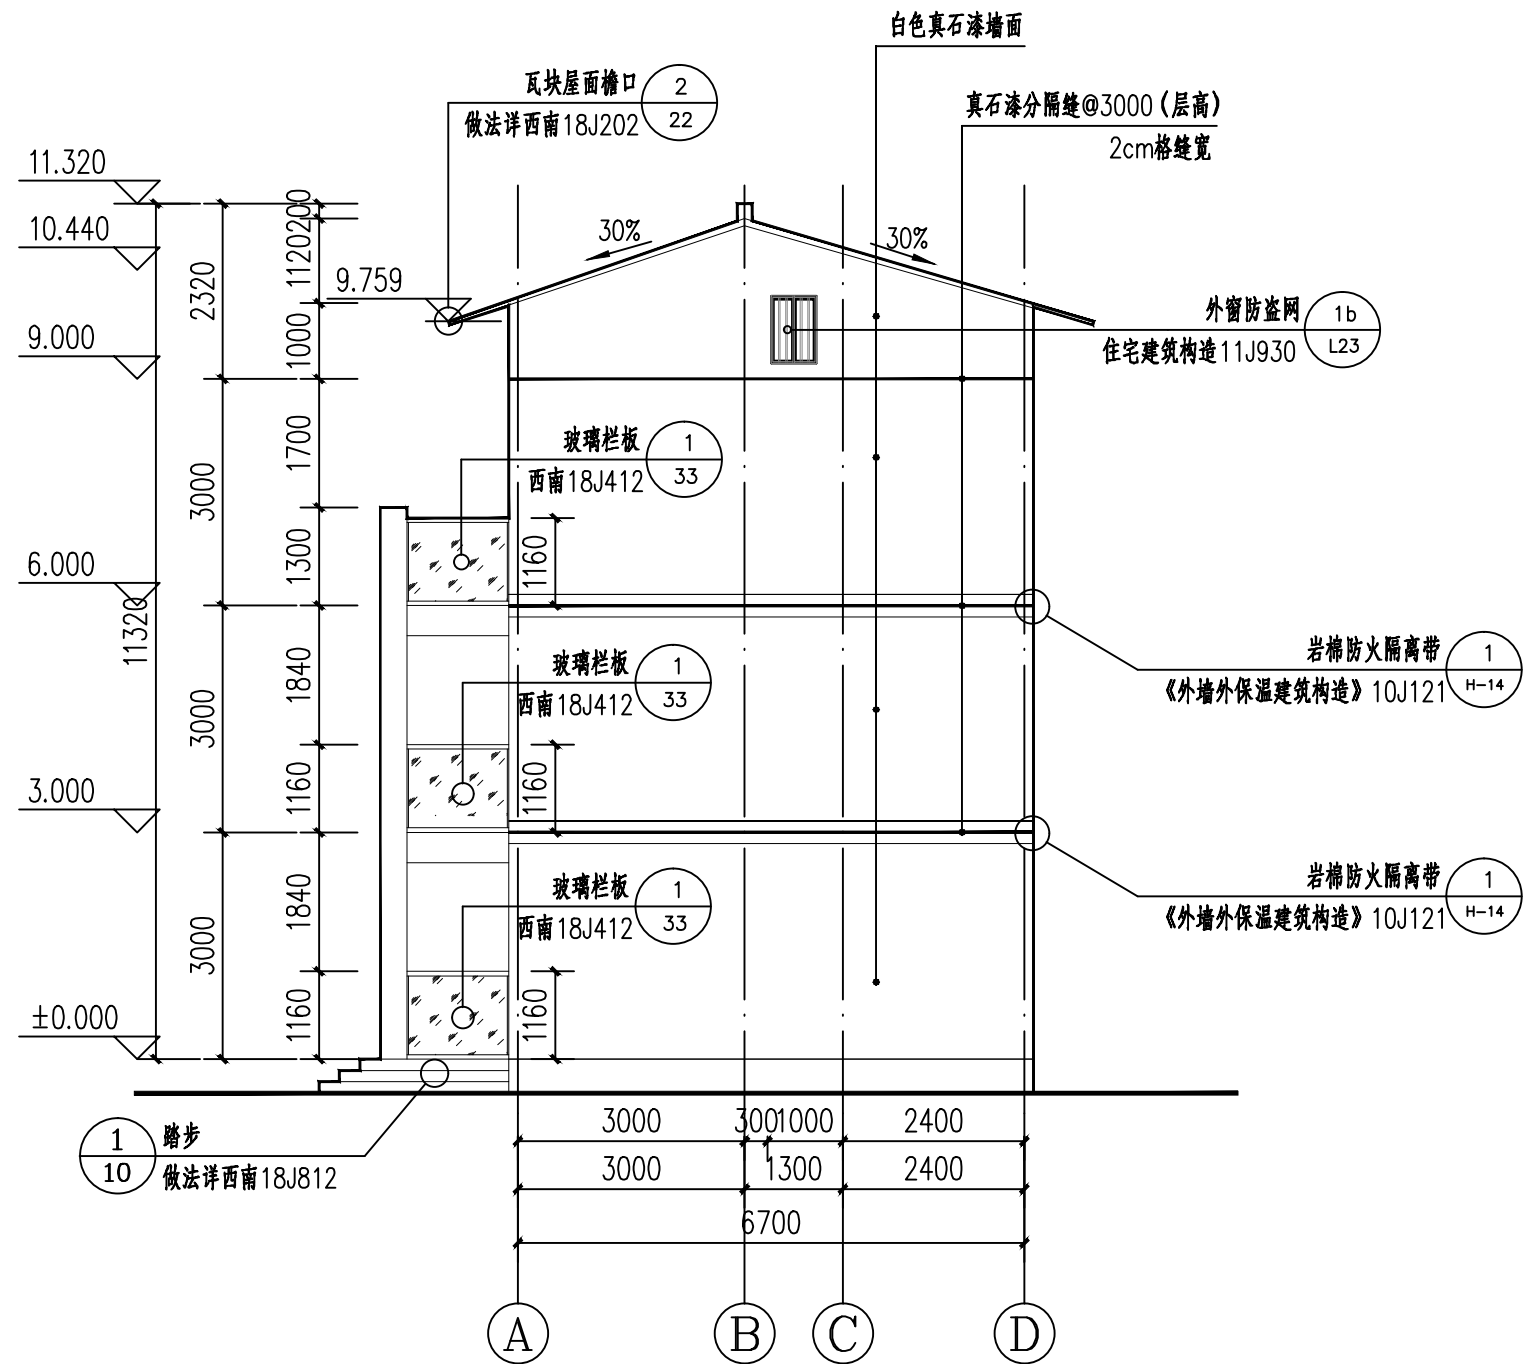 白色真石漆墙面
瓦块屋面檐口
2
做法详西南18J202
22
真石漆分隔缝@3000(层高)
2cm格缝宽
11.320
10.440
9.759
9.000
6.000
3.000
±0.000
11320
2320
3000
3000
3000
200
1120
1000
1700
1300
1840
1160
1840
1160
30%
30%
外窗防盗网
1b
住宅建筑构造11J930
L23
玻璃栏板
1
西南18J412
33
1160
岩棉防火隔离带
1
《外墙外保温建筑构造》10J121
H-14
玻璃栏板
1
西南18J412
33
1160
岩棉防火隔离带
1
《外墙外保温建筑构造》10J121
H-14
玻璃栏板
1
西南18J412
33
1160
1
踏步
10
做法详西南18J812
3000 300 1000 2400
3000 1300 2400
6700
A B C D